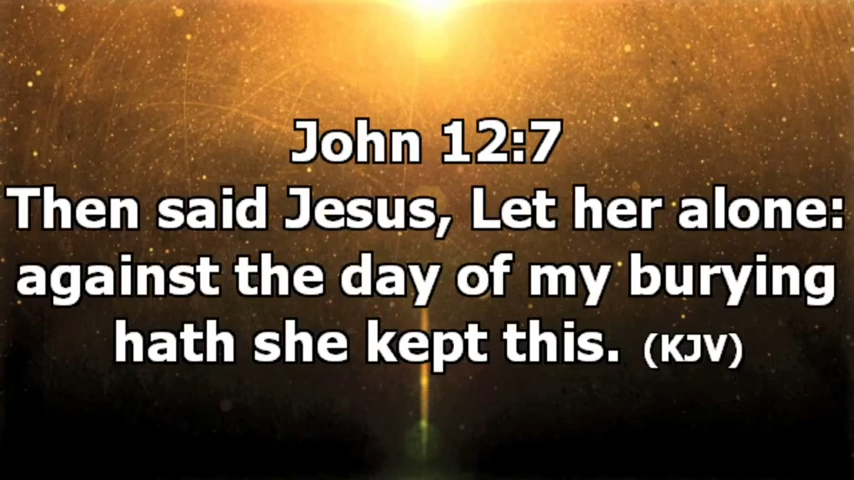 John 12:7
Then said Jesus, Let her alone:
against the day of my burying
hath she kept this. (KJV)